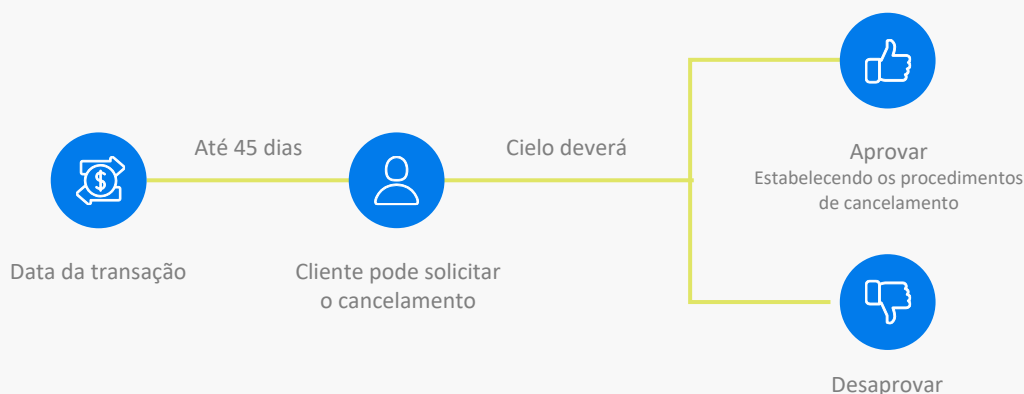 Até 45 dias
Cielo deverá
Data da transação
Cliente pode solicitar
o cancelamento
Aprovar
Estabelecendo os procedimentos
de cancelamento
Desaprovar